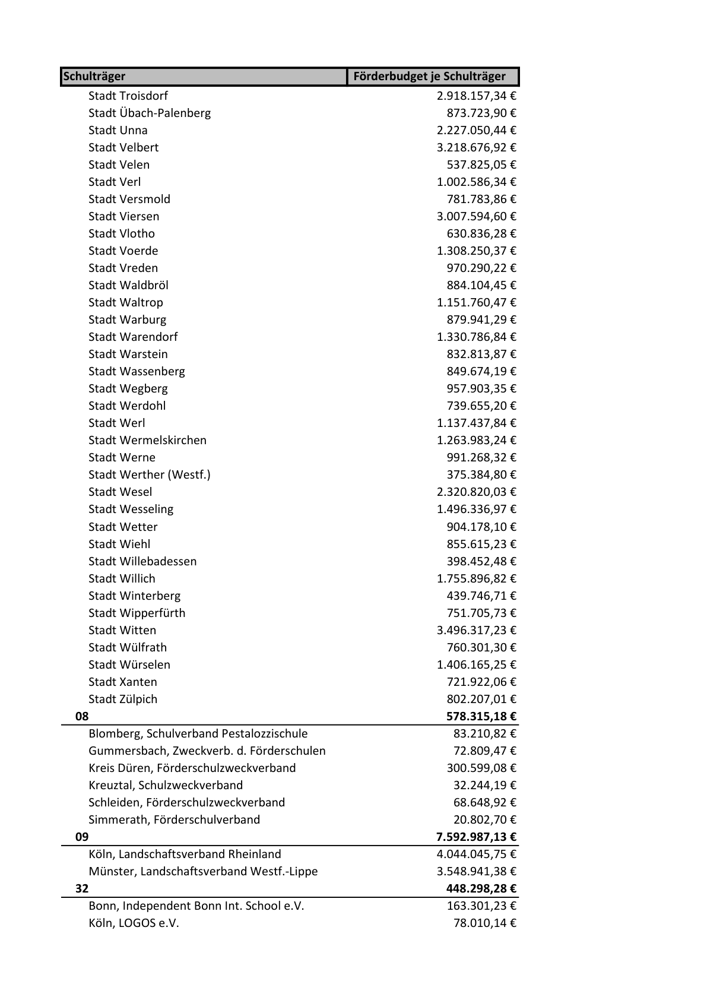 Schulträger Förderbudget je Schulträger
Stadt Troisdorf 2.918.157,34 €
Stadt Übach-Palenberg 873.723,90 €
Stadt Unna 2.227.050,44 €
Stadt Velbert 3.218.676,92 €
Stadt Velen 537.825,05 €
Stadt Verl 1.002.586,34 €
Stadt Versmold 781.783,86 €
Stadt Viersen 3.007.594,60 €
Stadt Vlotho 630.836,28 €
Stadt Voerde 1.308.250,37 €
Stadt Vreden 970.290,22 €
Stadt Waldbröl 884.104,45 €
Stadt Waltrop 1.151.760,47 €
Stadt Warburg 879.941,29 €
Stadt Warendorf 1.330.786,84 €
Stadt Warstein 832.813,87 €
Stadt Wassenberg 849.674,19 €
Stadt Wegberg 957.903,35 €
Stadt Werdohl 739.655,20 €
Stadt Werl 1.137.437,84 €
Stadt Wermelskirchen 1.263.983,24 €
Stadt Werne 991.268,32 €
Stadt Werther (Westf.) 375.384,80 €
Stadt Wesel 2.320.820,03 €
Stadt Wesseling 1.496.336,97 €
Stadt Wetter 904.178,10 €
Stadt Wiehl 855.615,23 €
Stadt Willebadessen 398.452,48 €
Stadt Willich 1.755.896,82 €
Stadt Winterberg 439.746,71 €
Stadt Wipperfürth 751.705,73 €
Stadt Witten 3.496.317,23 €
Stadt Wülfrath 760.301,30 €
Stadt Würselen 1.406.165,25 €
Stadt Xanten 721.922,06 €
Stadt Zülpich 802.207,01 €
08 578.315,18 €
Blomberg, Schulverband Pestalozzischule 83.210,82 €
Gummersbach, Zweckverb. d. Förderschulen 72.809,47 €
Kreis Düren, Förderschulzweckverband 300.599,08 €
Kreuztal, Schulzweckverband 32.244,19 €
Schleiden, Förderschulzweckverband 68.648,92 €
Simmerath, Förderschulverband 20.802,70 €
09 7.592.987,13 €
Köln, Landschaftsverband Rheinland 4.044.045,75 €
Münster, Landschaftsverband Westf.-Lippe 3.548.941,38 €
32 448.298,28 €
Bonn, Independent Bonn Int. School e.V. 163.301,23 €
Köln, LOGOS e.V. 78.010,14 €